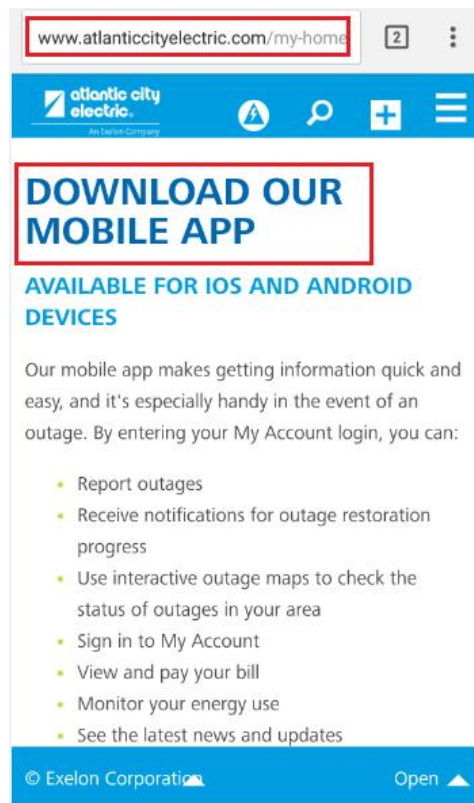 www.atlanticcityelectric.com/my-home
2
atlantic city
electric.
An Exelon Company
DOWNLOAD OUR
MOBILE APP
AVAILABLE FOR IOS AND ANDROID
DEVICES
Our mobile app makes getting information quick and
easy, and it's especially handy in the event of an
outage. By entering your My Account login, you can:
Report outages
Receive notifications for outage restoration
progress
Use interactive outage maps to check the
status of outages in your area
Sign in to My Account
View and pay your bill
Monitor your energy use
See the latest news and updates
© Exelon Corporation
Open